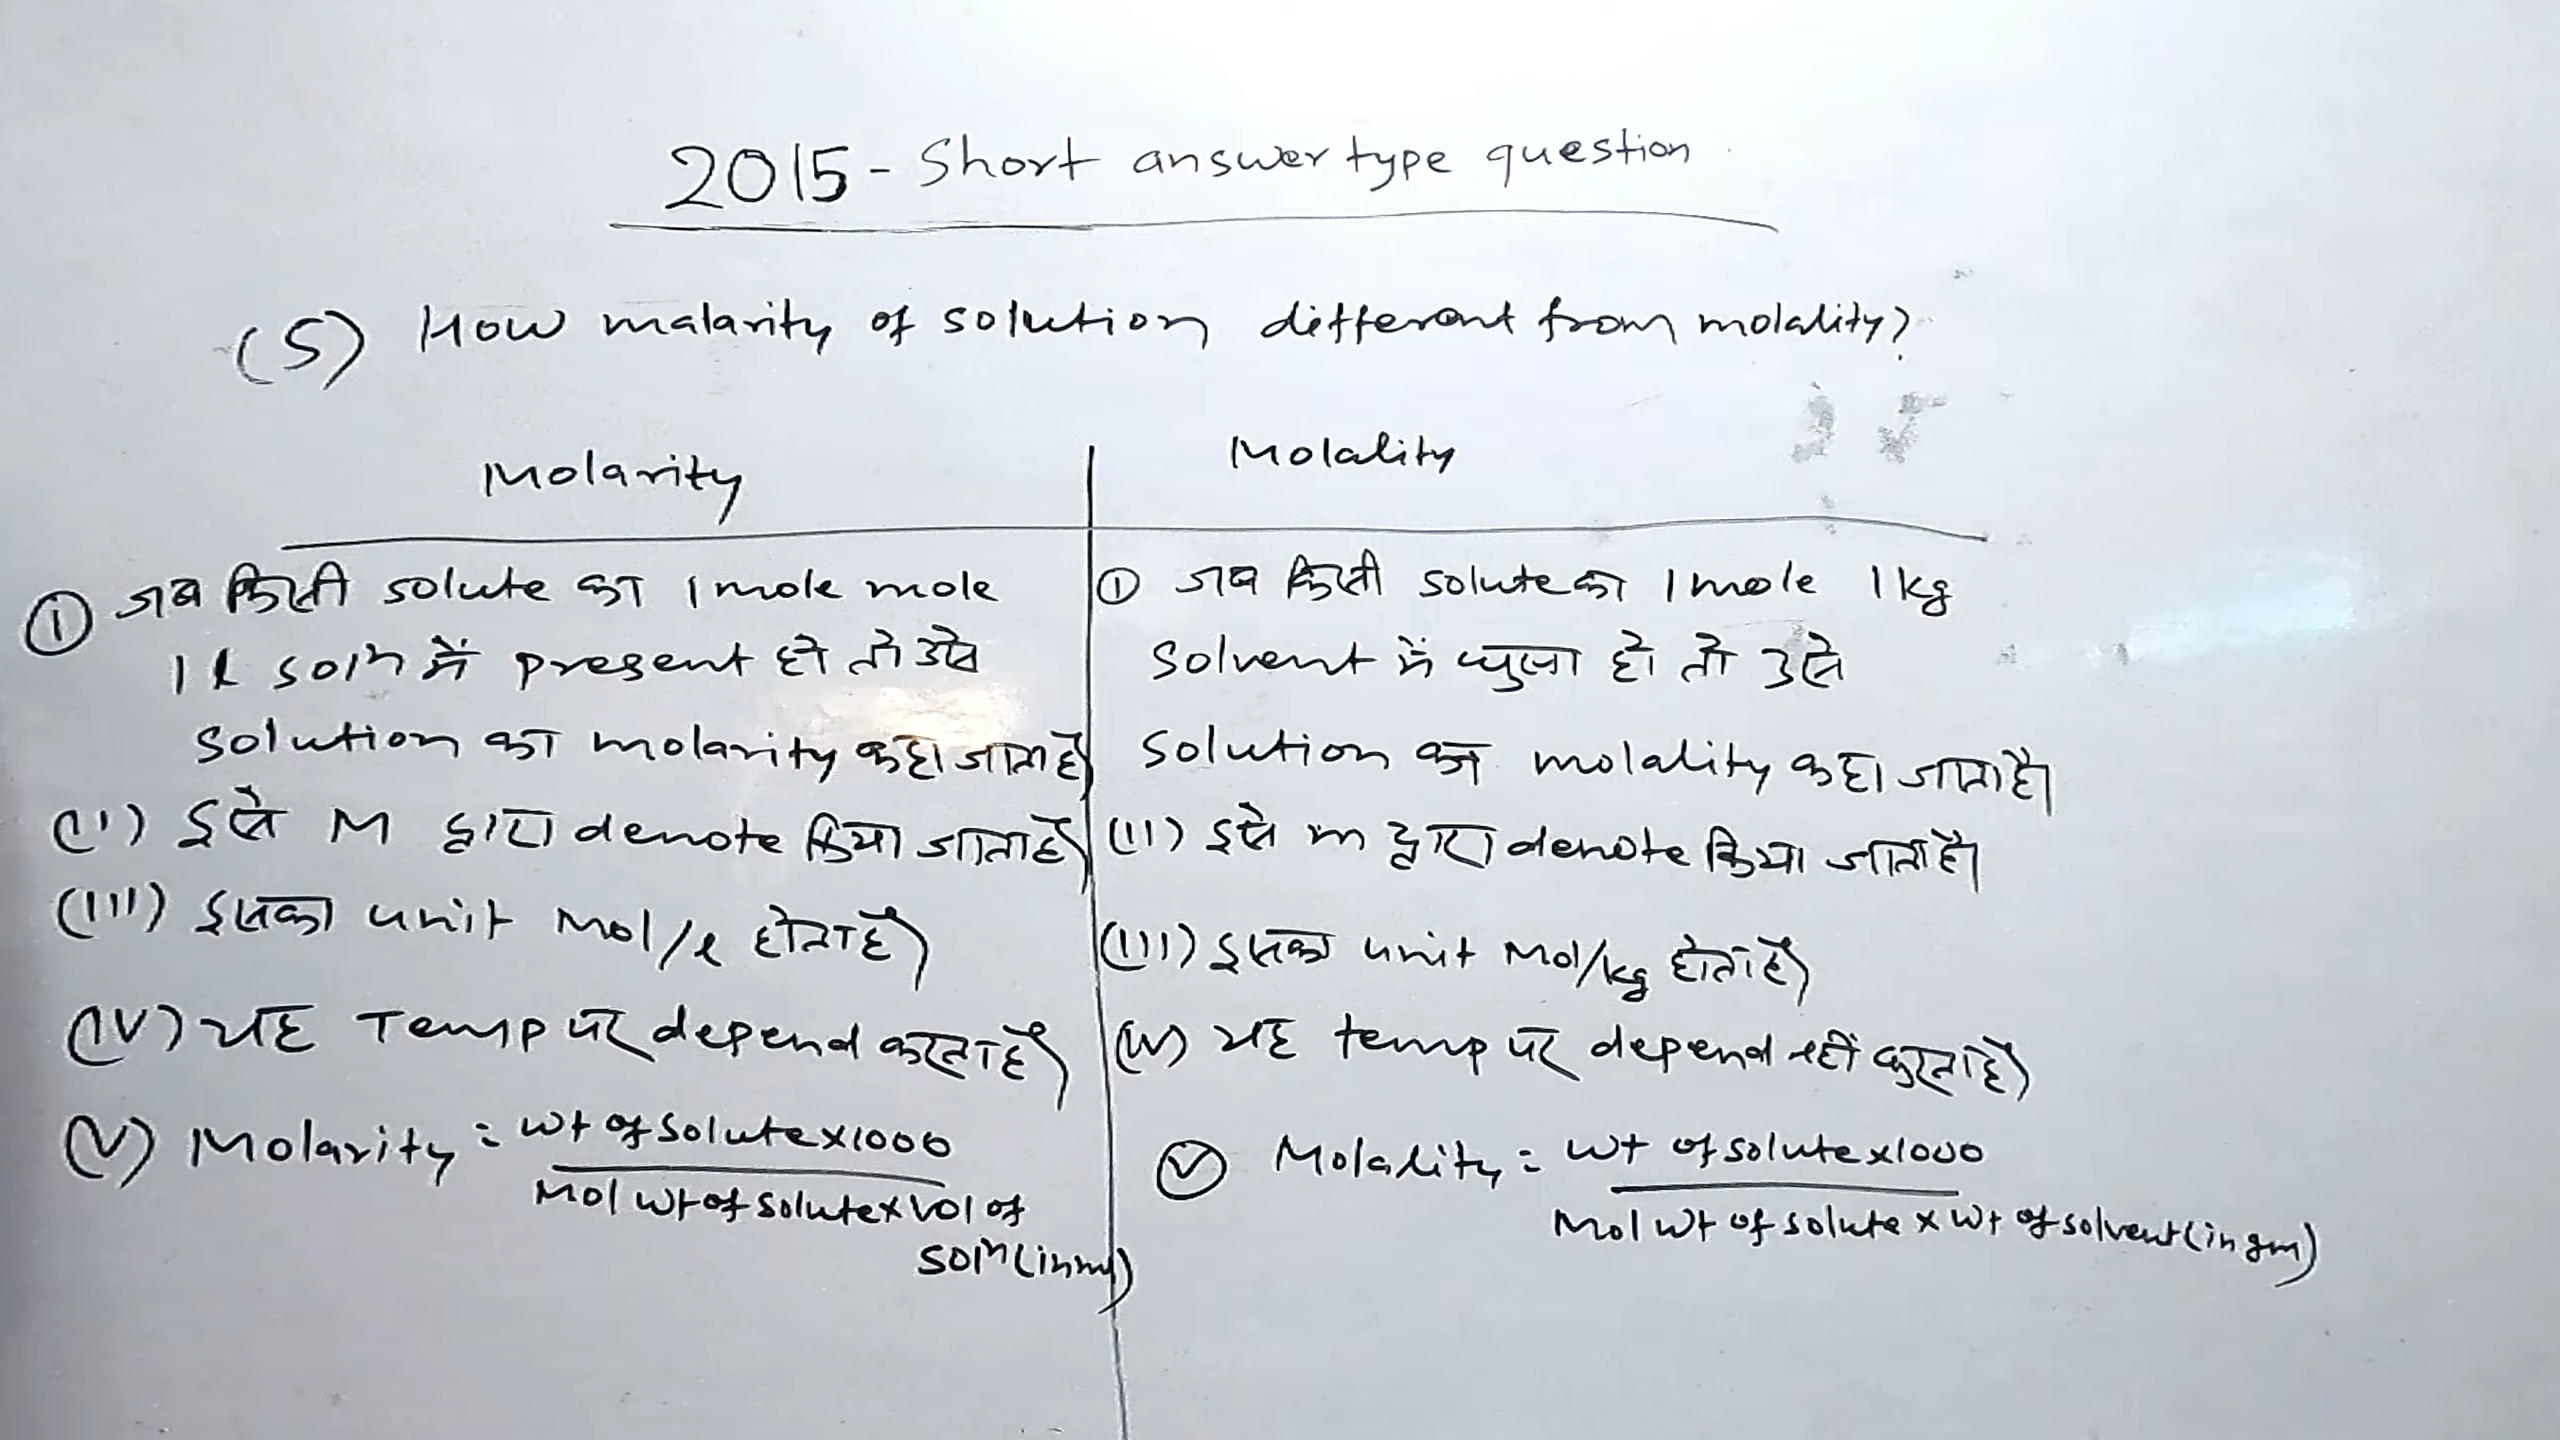 2015 - Short answer type question
(5) How malarity of solution different from molality?
Molarity
① जब किसी solute का 1 mole mole
1 l solⁿ में present हो तो उसे
solution का molarity कहा जाता है
(ii) इसे M द्वारा denote किया जाता है
(iii) इसका unit Mol/l होता है)
(iv) यह Temp पर depend करता है)
(v) Molarity = wt of solute x 1000
Mol wt of solute x Vol of
solⁿ (in ml)
Molality
① जब किसी solute का 1 mole 1 kg
solvent में घुला हो तो उसे
solution का molality कहा जाता है।
(ii) इसे m द्वारा denote किया जाता है।
(iii) इसका unit Mol/kg होता है)
(iv) यह temp पर depend नहीं करता है)
Ⓥ Molality = wt of solute x 1000
Mol wt of solute x wt of solvent (in gm)